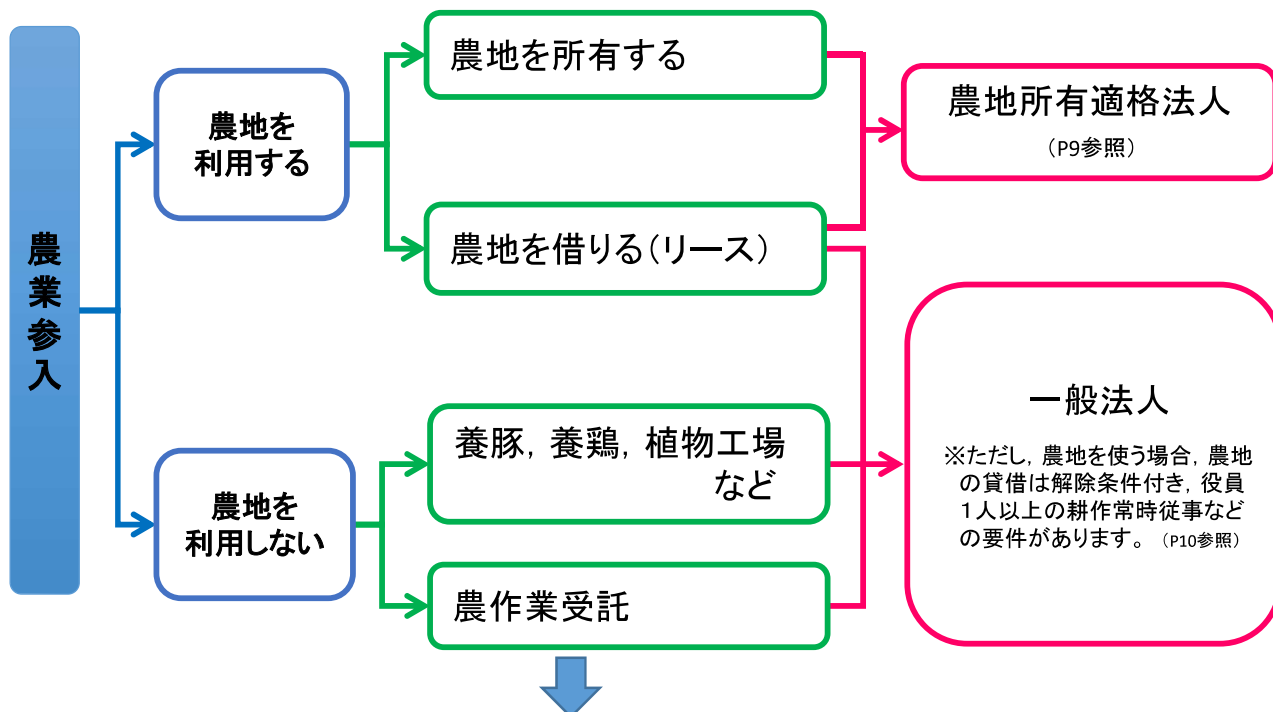 農業参入
農地を
利用する
農地を
利用しない
農地を所有する
農地を借りる（リース）
養豚，養鶏，植物工場
など
農作業受託
農地所有適格法人
（P9参照）
一般法人
※ただし，農地を使う場合，農地
の貸借は解除条件付き，役員
１人以上の耕作常時従事など
の要件があります。（P10参照）